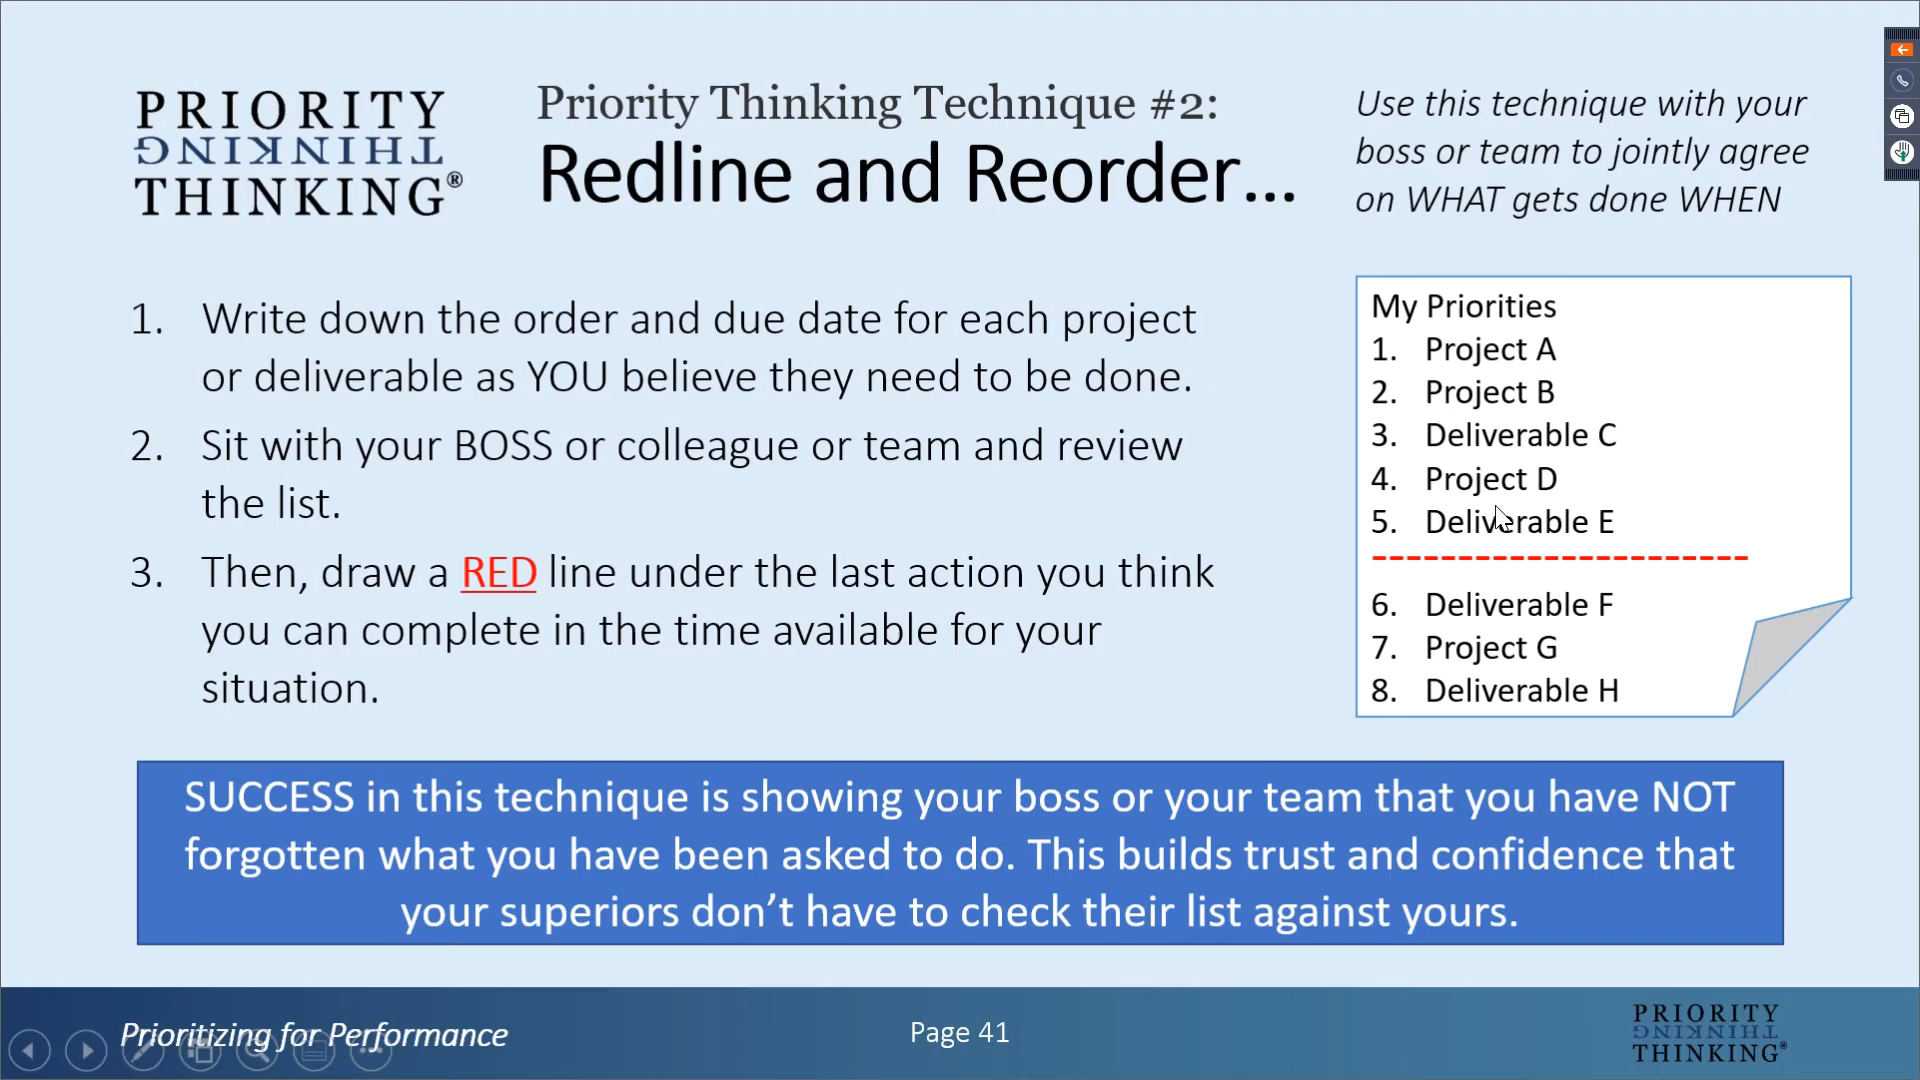 PRIORITY
THINKING
THINKING®
Priority Thinking Technique #2:
Redline and Reorder...
Use this technique with your
boss or team to jointly agree
on WHAT gets done WHEN
1. Write down the order and due date for each project
or deliverable as YOU believe they need to be done.
2. Sit with your BOSS or colleague or team and review
the list.
3. Then, draw a RED line under the last action you think
you can complete in the time available for your
situation.
My Priorities
1. Project A
2. Project B
3. Deliverable C
4. Project D
5. Deliverable E
6. Deliverable F
7. Project G
8. Deliverable H
SUCCESS in this technique is showing your boss or your team that you have NOT
forgotten what you have been asked to do. This builds trust and confidence that
your superiors don’t have to check their list against yours.
Prioritizing for Performance
Page 41
PRIORITY
THINKING
THINKING®